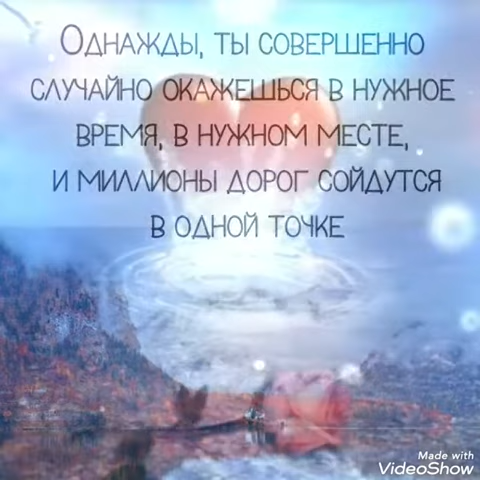 Однажды, ты совершенно
случайно окажешься в нужное
время, в нужном месте,
и миллионы дорог сойдутся
в одной точке
Made with
VideoShow